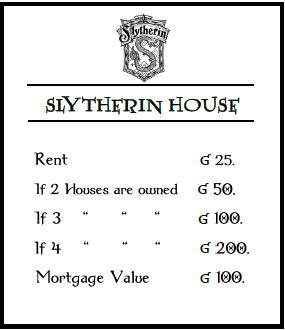 Slytherin
SLYTHERIN HOUSE
Rent G 25.
If 2 Houses are owned G 50.
If 3 “ “ “ G 100.
If 4 “ “ “ G 200.
Mortgage Value G 100.